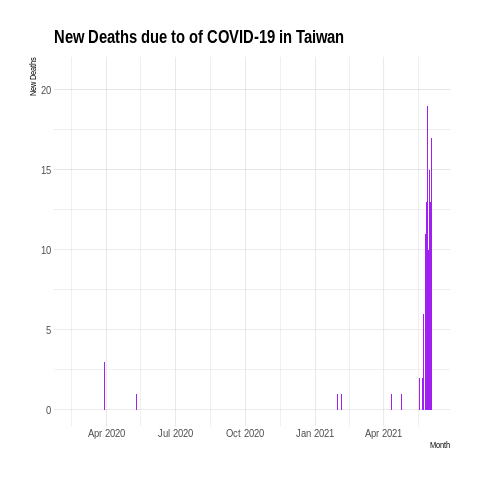 New Deaths due to of COVID-19 in Taiwan
New Deaths
20
15
10
5
0
Apr 2020 Jul 2020 Oct 2020 Jan 2021 Apr 2021
Month